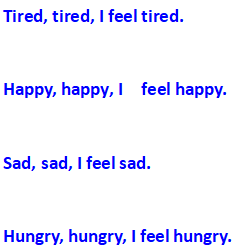 Tired, tired, I feel tired.
Happy, happy, I    feel happy.
Sad, sad, I feel sad.
Hungry, hungry, I feel hungry.